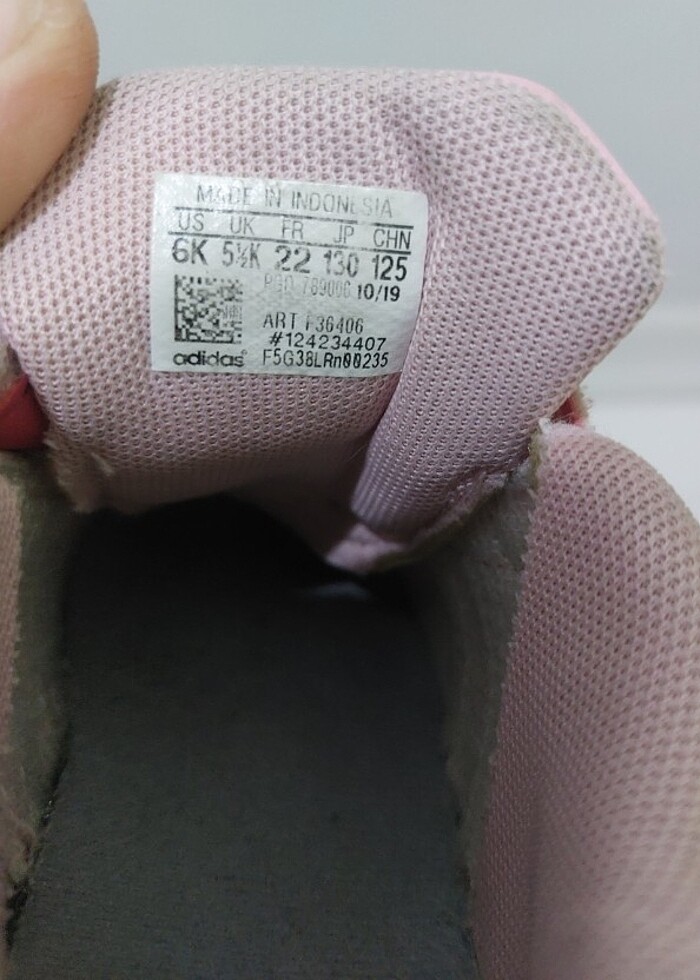 MADE IN INDONESIA
US UK FR JP CHN
6K 5½K 22 130 125
10/19
ART F36406
#124234407
adidas® F5G38LRn00235